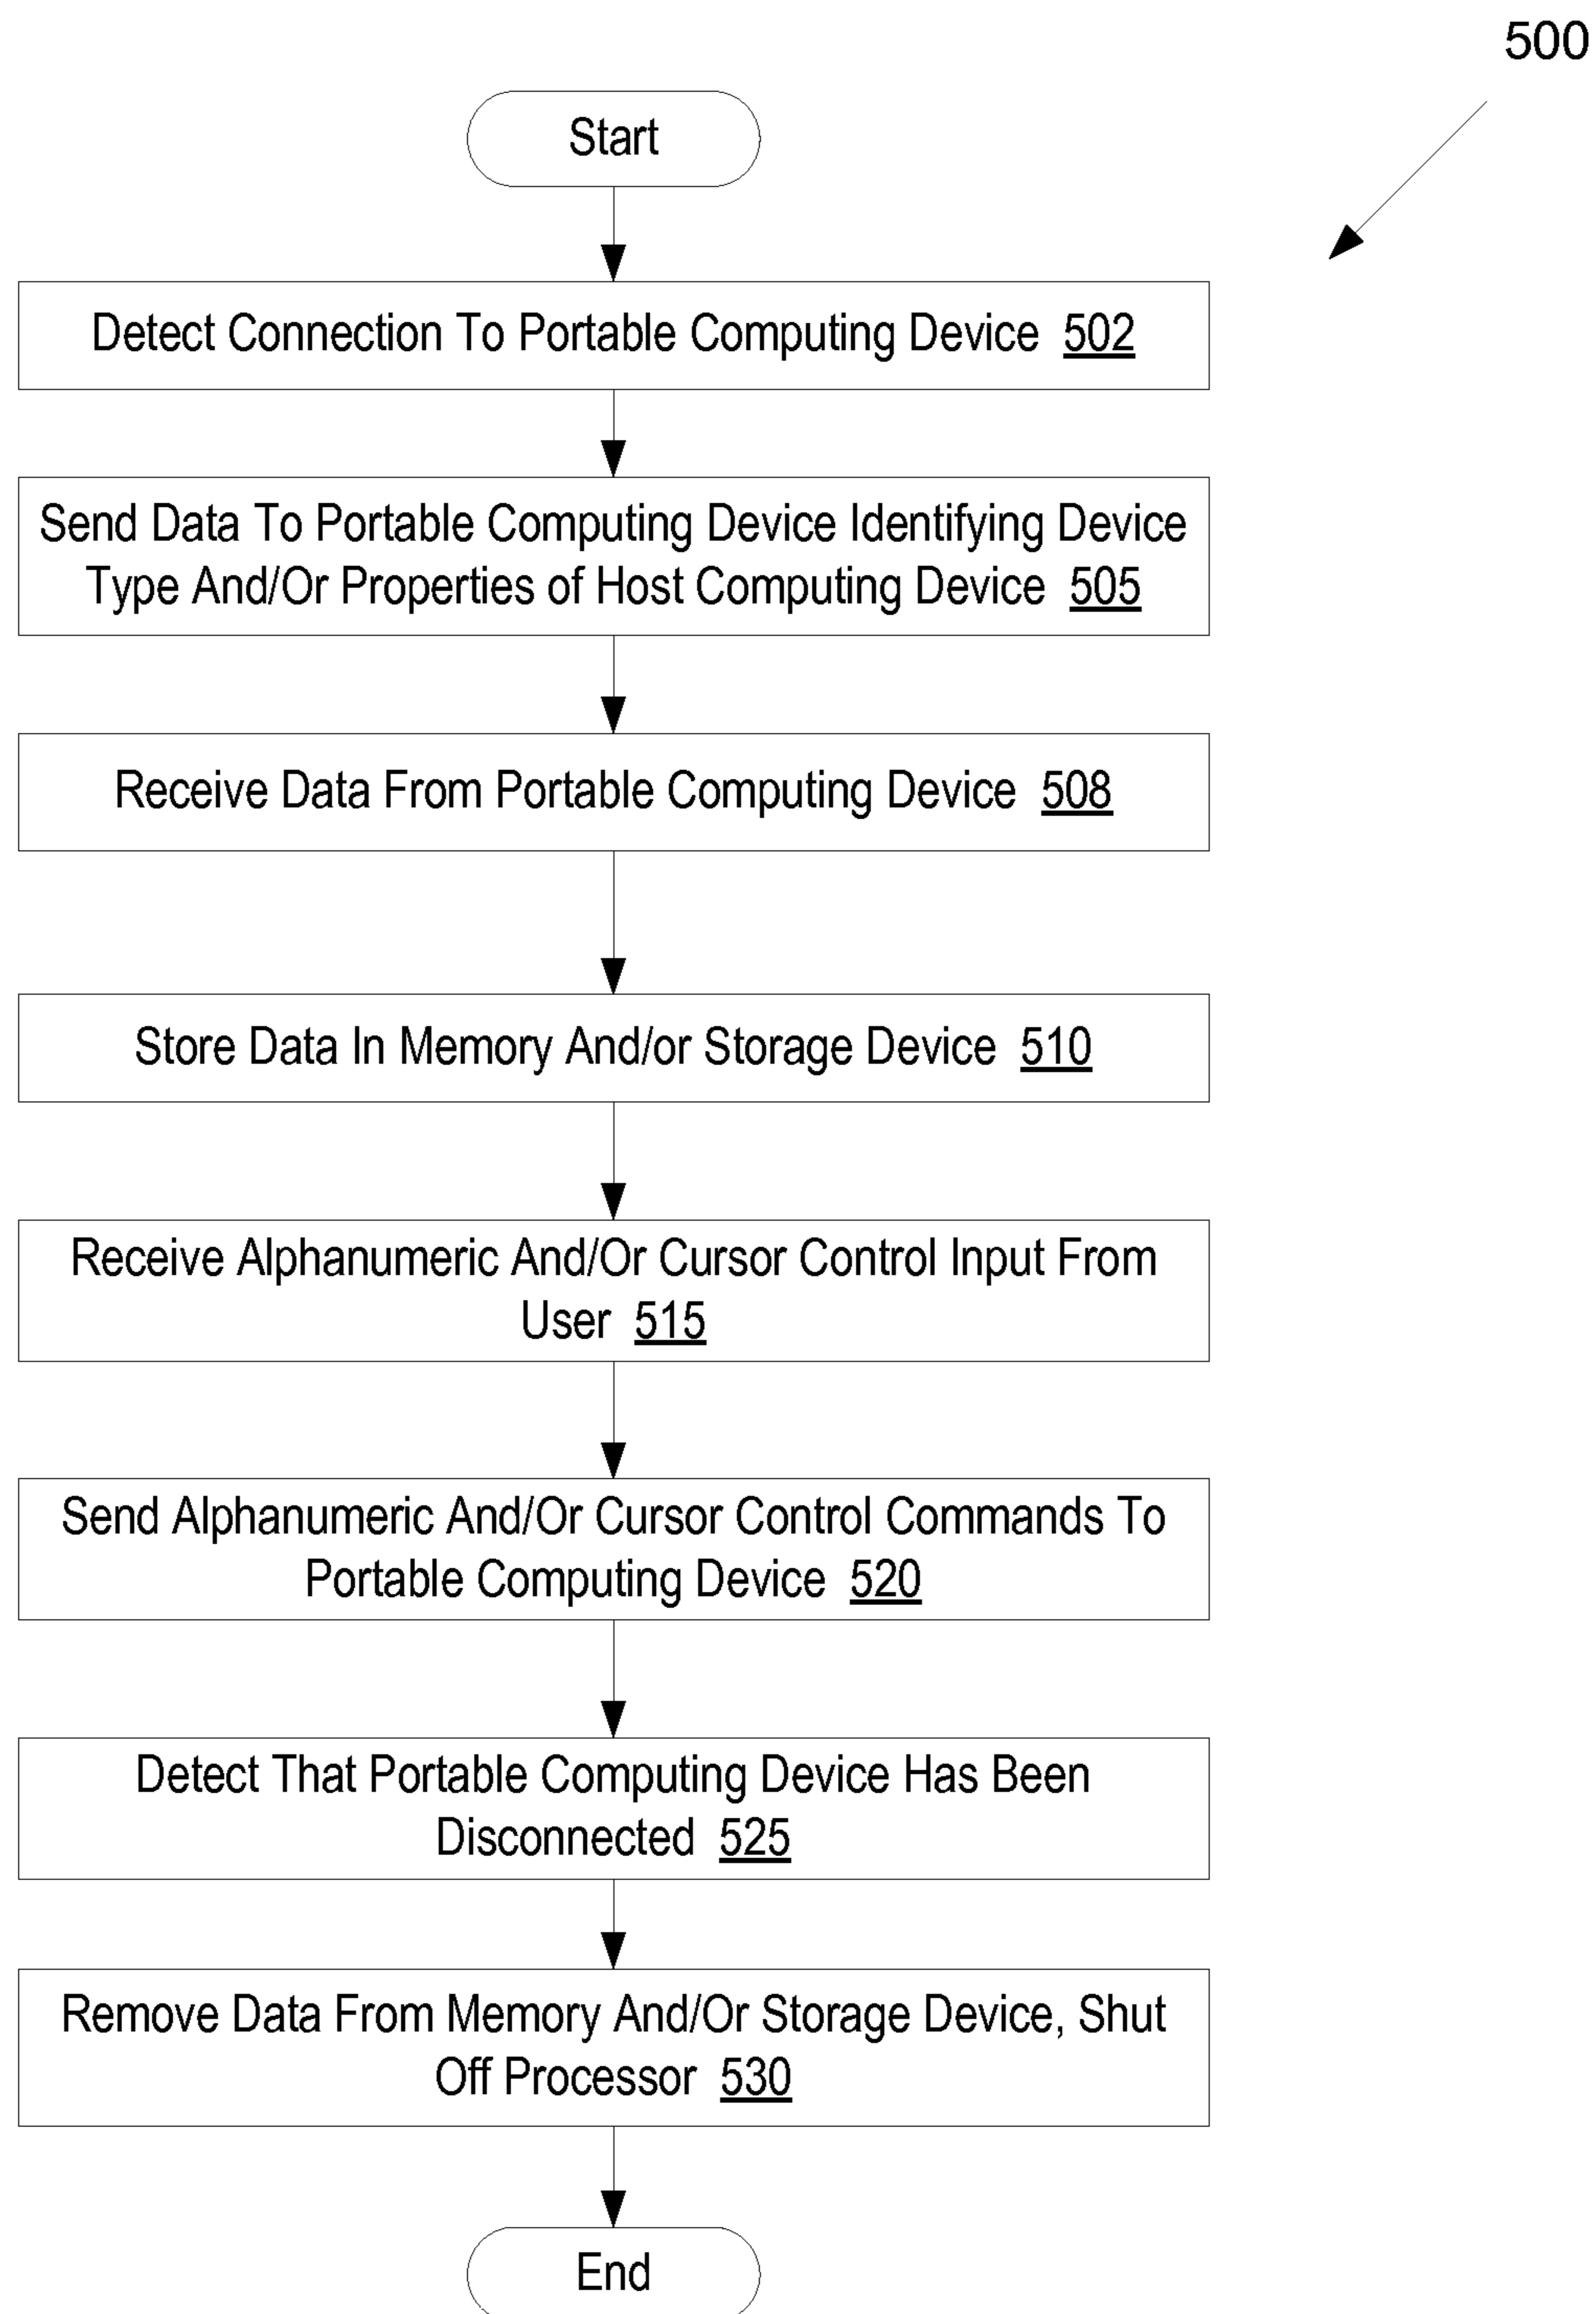 500
Start
Detect Connection To Portable Computing Device 502
Send Data To Portable Computing Device Identifying Device
Type And/Or Properties of Host Computing Device 505
Receive Data From Portable Computing Device 508
Store Data In Memory And/or Storage Device 510
Receive Alphanumeric And/Or Cursor Control Input From
User 515
Send Alphanumeric And/Or Cursor Control Commands To
Portable Computing Device 520
Detect That Portable Computing Device Has Been
Disconnected 525
Remove Data From Memory And/Or Storage Device, Shut
Off Processor 530
End